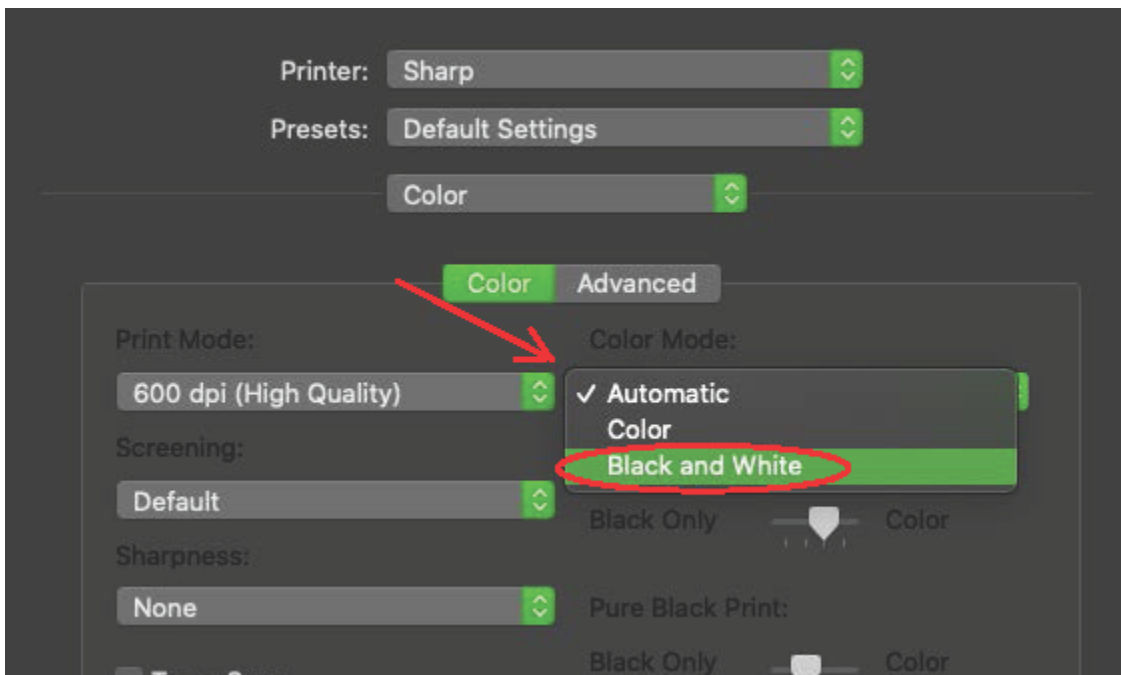 Printer: Sharp
Presets: Default Settings
Color
Color Advanced
Print Mode: Color Mode:
600 dpi (High Quality) ✓ Automatic
Color
Screening:
Black and White
Default
Black Only Color
Sharpness:
None
Pure Black Print:
Black Only Color